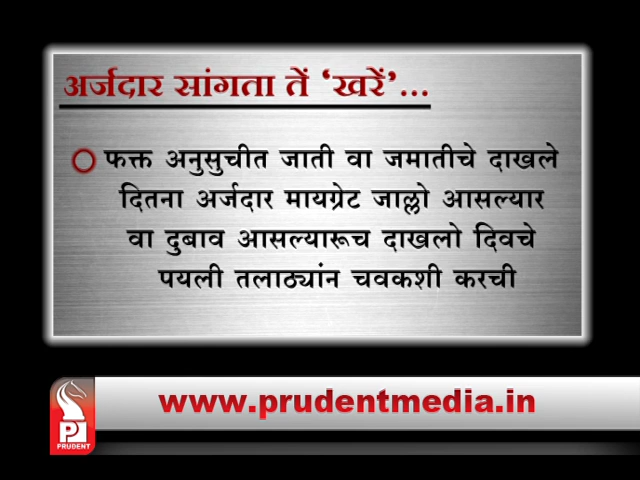 अर्जदार सांगता तें ‘खरें’...
फक्त अनुसुचीत जाती वा जमातीचे दाखले
दितना अर्जदार मायग्रेट जाल्लो आसल्यार
वा दुबाव आसल्यारूच दाखलो दिवचे
पयली तलाठ्यांन चवकशी करची
www.prudentmedia.in
PRUDENT